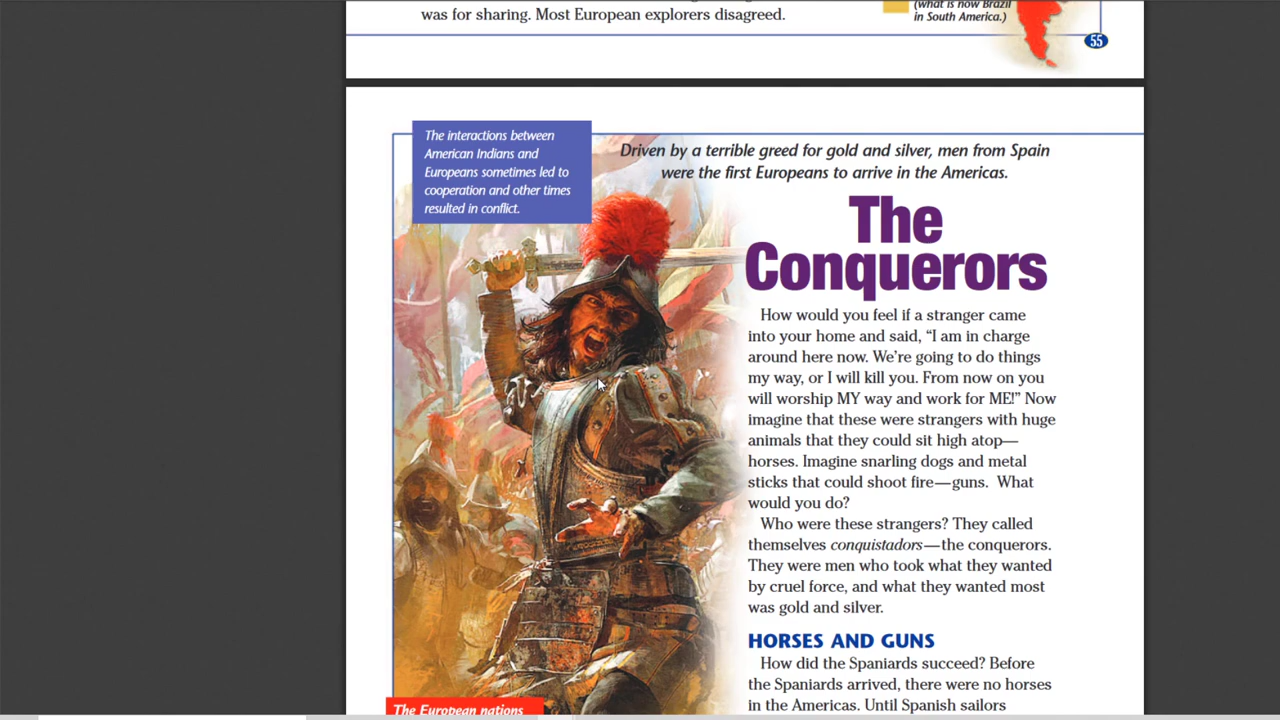 was for sharing. Most European explorers disagreed.
(what is now Brazil
in South America.)
55
The interactions between
American Indians and
Europeans sometimes led to
cooperation and other times
resulted in conflict.
Driven by a terrible greed for gold and silver, men from Spain
were the first Europeans to arrive in the Americas.
The
Conquerors
How would you feel if a stranger came
into your home and said, “I am in charge
around here now. We’re going to do things
my way, or I will kill you. From now on you
will worship MY way and work for ME!” Now
imagine that these were strangers with huge
animals that they could sit high atop—
horses. Imagine snarling dogs and metal
sticks that could shoot fire—guns. What
would you do?
Who were these strangers? They called
themselves conquistadors—the conquerors.
They were men who took what they wanted
by cruel force, and what they wanted most
was gold and silver.
HORSES AND GUNS
How did the Spaniards succeed? Before
the Spaniards arrived, there were no horses
in the Americas. Until Spanish sailors
The European nations